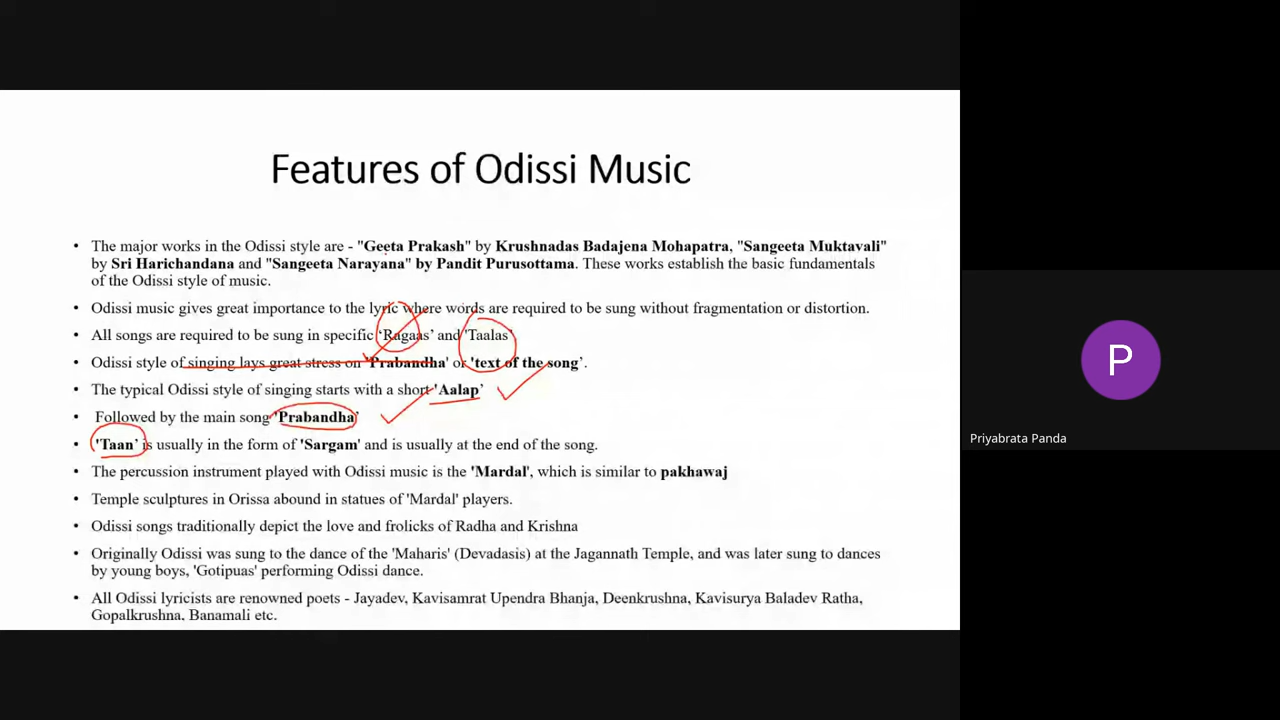 Features of Odissi Music
• The major works in the Odissi style are - "Geeta Prakash" by Krushnadas Badajena Mohapatra, "Sangeeta Muktavali"
by Sri Harichandana and "Sangeeta Narayana" by Pandit Purusottama. These works establish the basic fundamentals
of the Odissi style of music.
• Odissi music gives great importance to the lyric where words are required to be sung without fragmentation or distortion.
• All songs are required to be sung in specific 'Ragaas' and 'Taalas'
• Odissi style of singing lays great stress on 'Prabandha' or 'text of the song'.
• The typical Odissi style of singing starts with a short 'Aalap'
• Followed by the main song 'Prabandha'
• 'Taan' is usually in the form of 'Sargam' and is usually at the end of the song.
• The percussion instrument played with Odissi music is the 'Mardal', which is similar to pakhawaj
• Temple sculptures in Orissa abound in statues of 'Mardal' players.
• Odissi songs traditionally depict the love and frolicks of Radha and Krishna
• Originally Odissi was sung to the dance of the 'Maharis' (Devadasis) at the Jagannath Temple, and was later sung to dances
by young boys, 'Gotipuas' performing Odissi dance.
• All Odissi lyricists are renowned poets - Jayadev, Kavisamrat Upendra Bhanja, Deenkrushna, Kavisurya Baladev Ratha,
Gopalkrushna, Banamali etc.
P
Priyabrata Panda